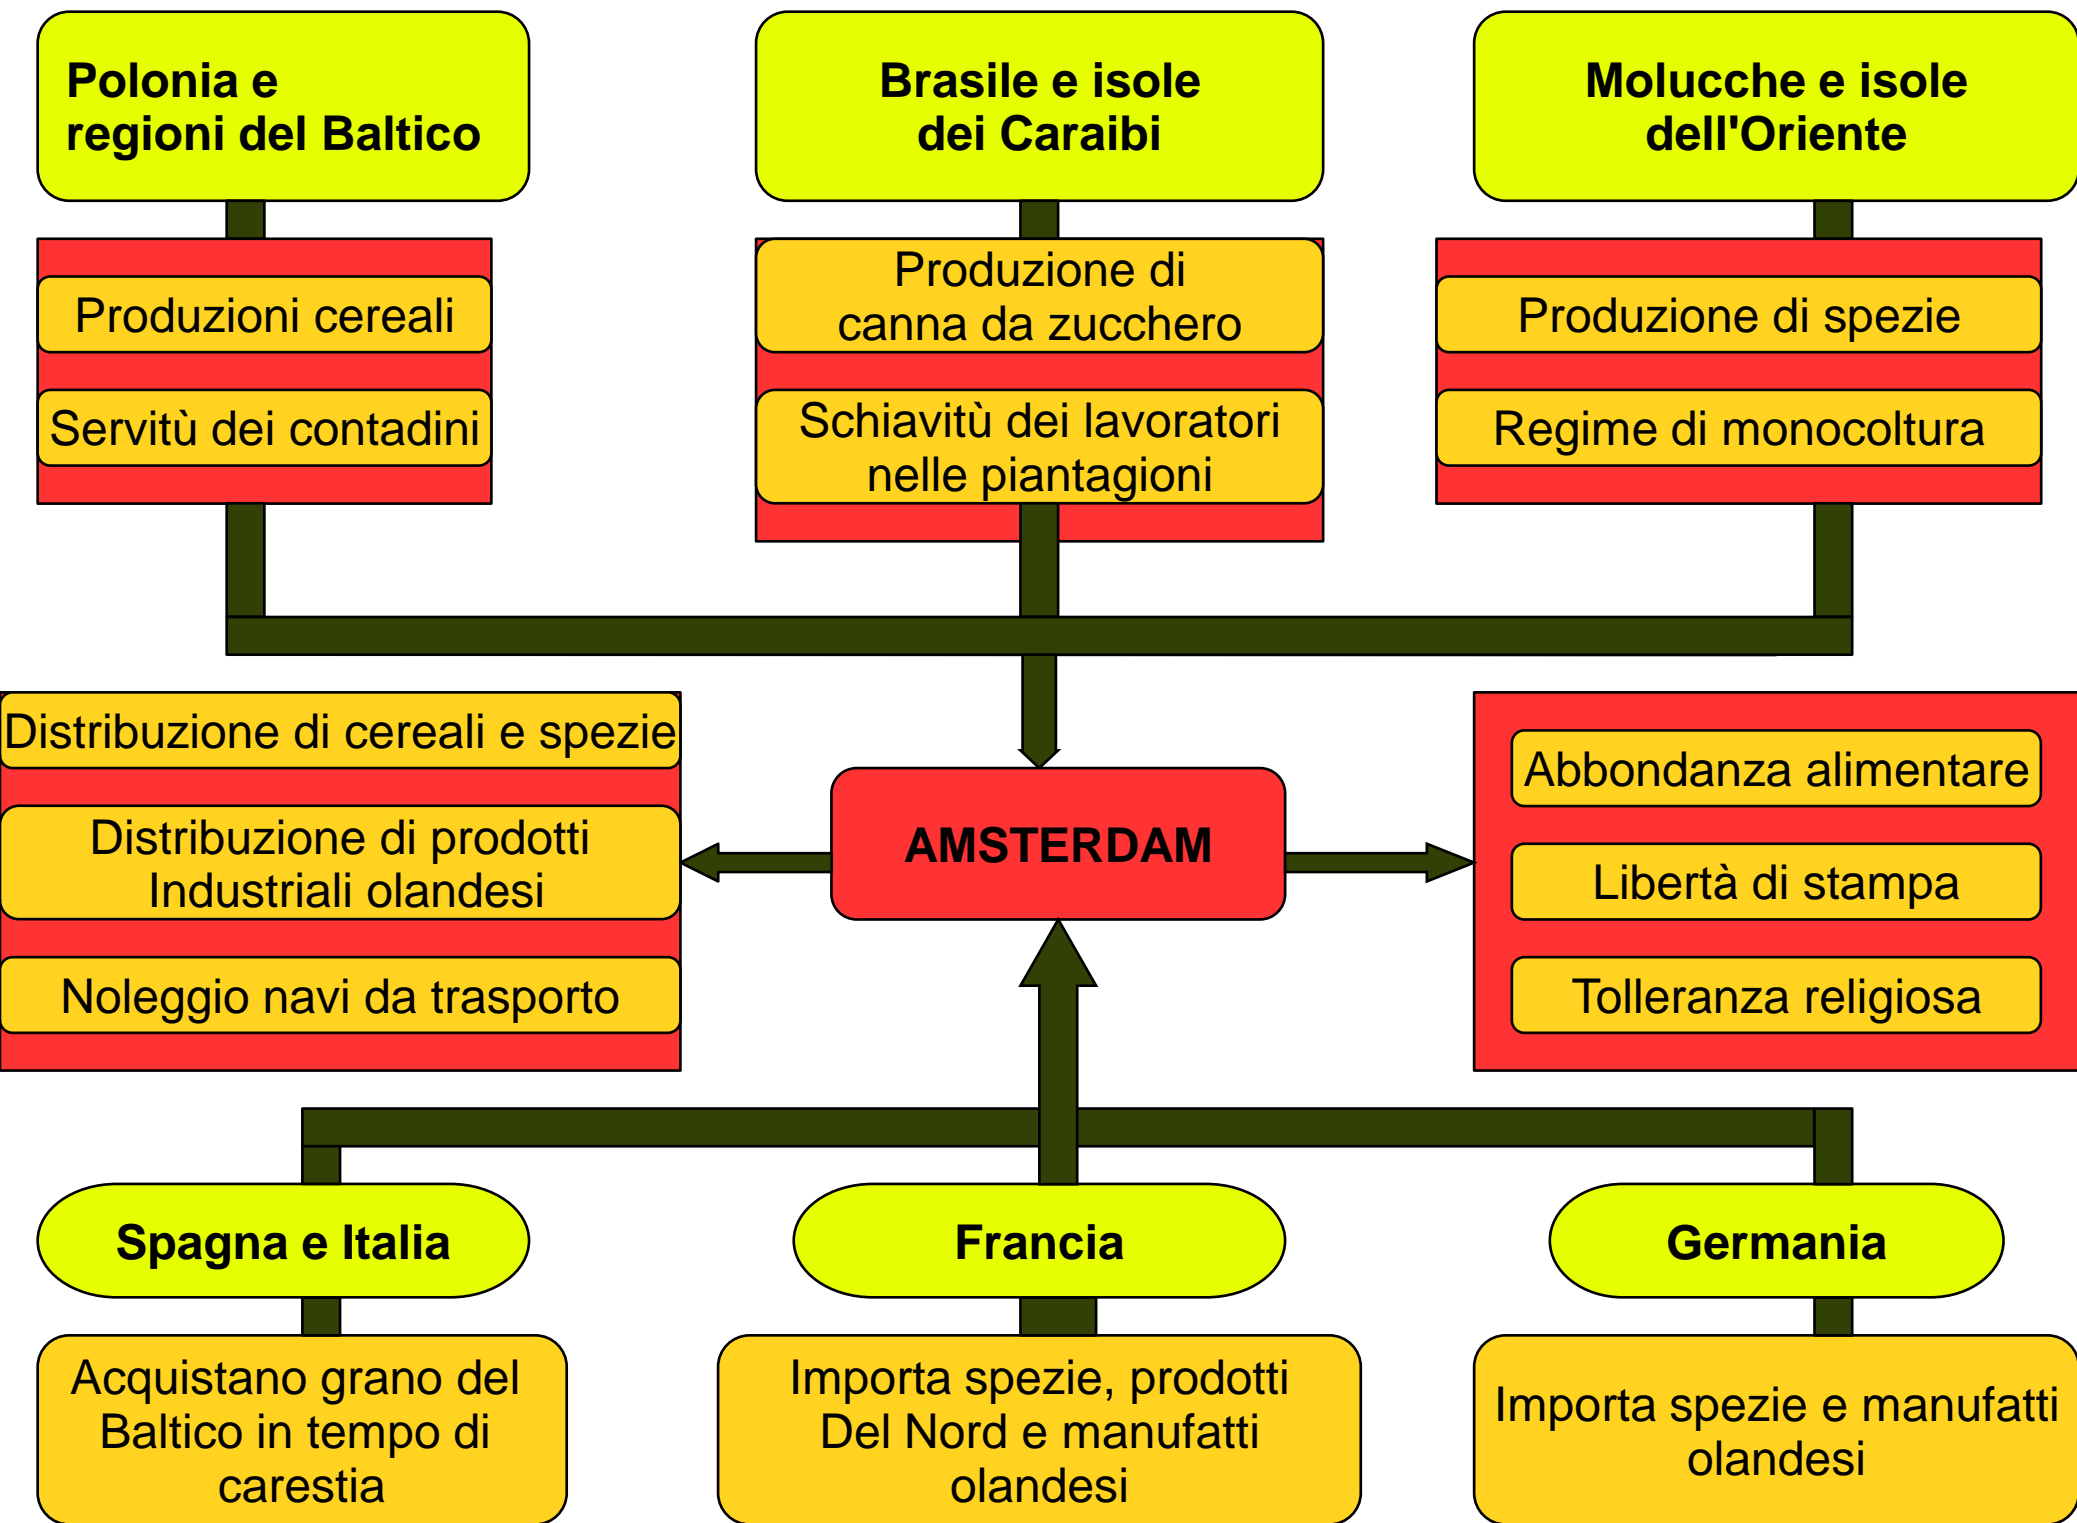 Polonia e
regioni del Baltico
Brasile e isole
dei Caraibi
Molucche e isole
dell'Oriente
Produzioni cereali
Servitù dei contadini
Produzione di
canna da zucchero
Schiavitù dei lavoratori
nelle piantagioni
Produzione di spezie
Regime di monocoltura
Distribuzione di cereali e spezie
Distribuzione di prodotti
Industriali olandesi
Noleggio navi da trasporto
AMSTERDAM
Abbondanza alimentare
Libertà di stampa
Tolleranza religiosa
Spagna e Italia
Francia
Germania
Acquistano grano del
Baltico in tempo di
carestia
Importa spezie, prodotti
Del Nord e manufatti
olandesi
Importa spezie e manufatti
olandesi